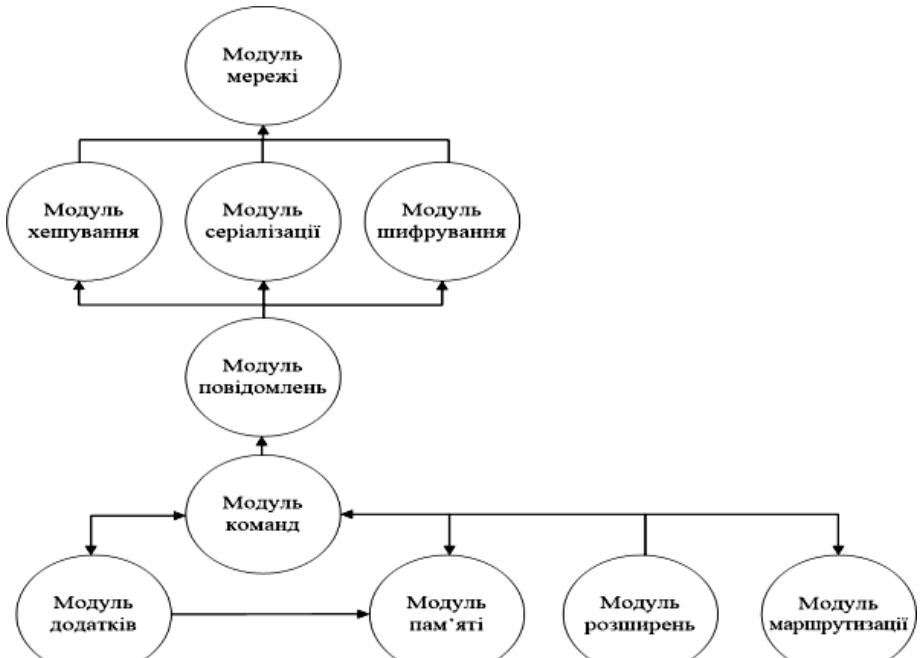 Модуль
мережі
Модуль
хешування
Модуль
серіалізації
Модуль
шифрування
Модуль
повідомлень
Модуль
команд
Модуль
додатків
Модуль
пам`яті
Модуль
розширень
Модуль
маршрутизації